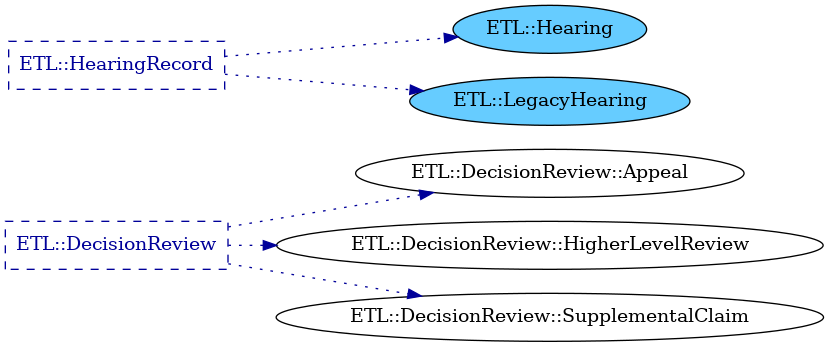 ETL::Hearing
ETL::HearingRecord
ETL::LegacyHearing
ETL::DecisionReview::Appeal
ETL::DecisionReview
ETL::DecisionReview::HigherLevelReview
ETL::DecisionReview::SupplementalClaim